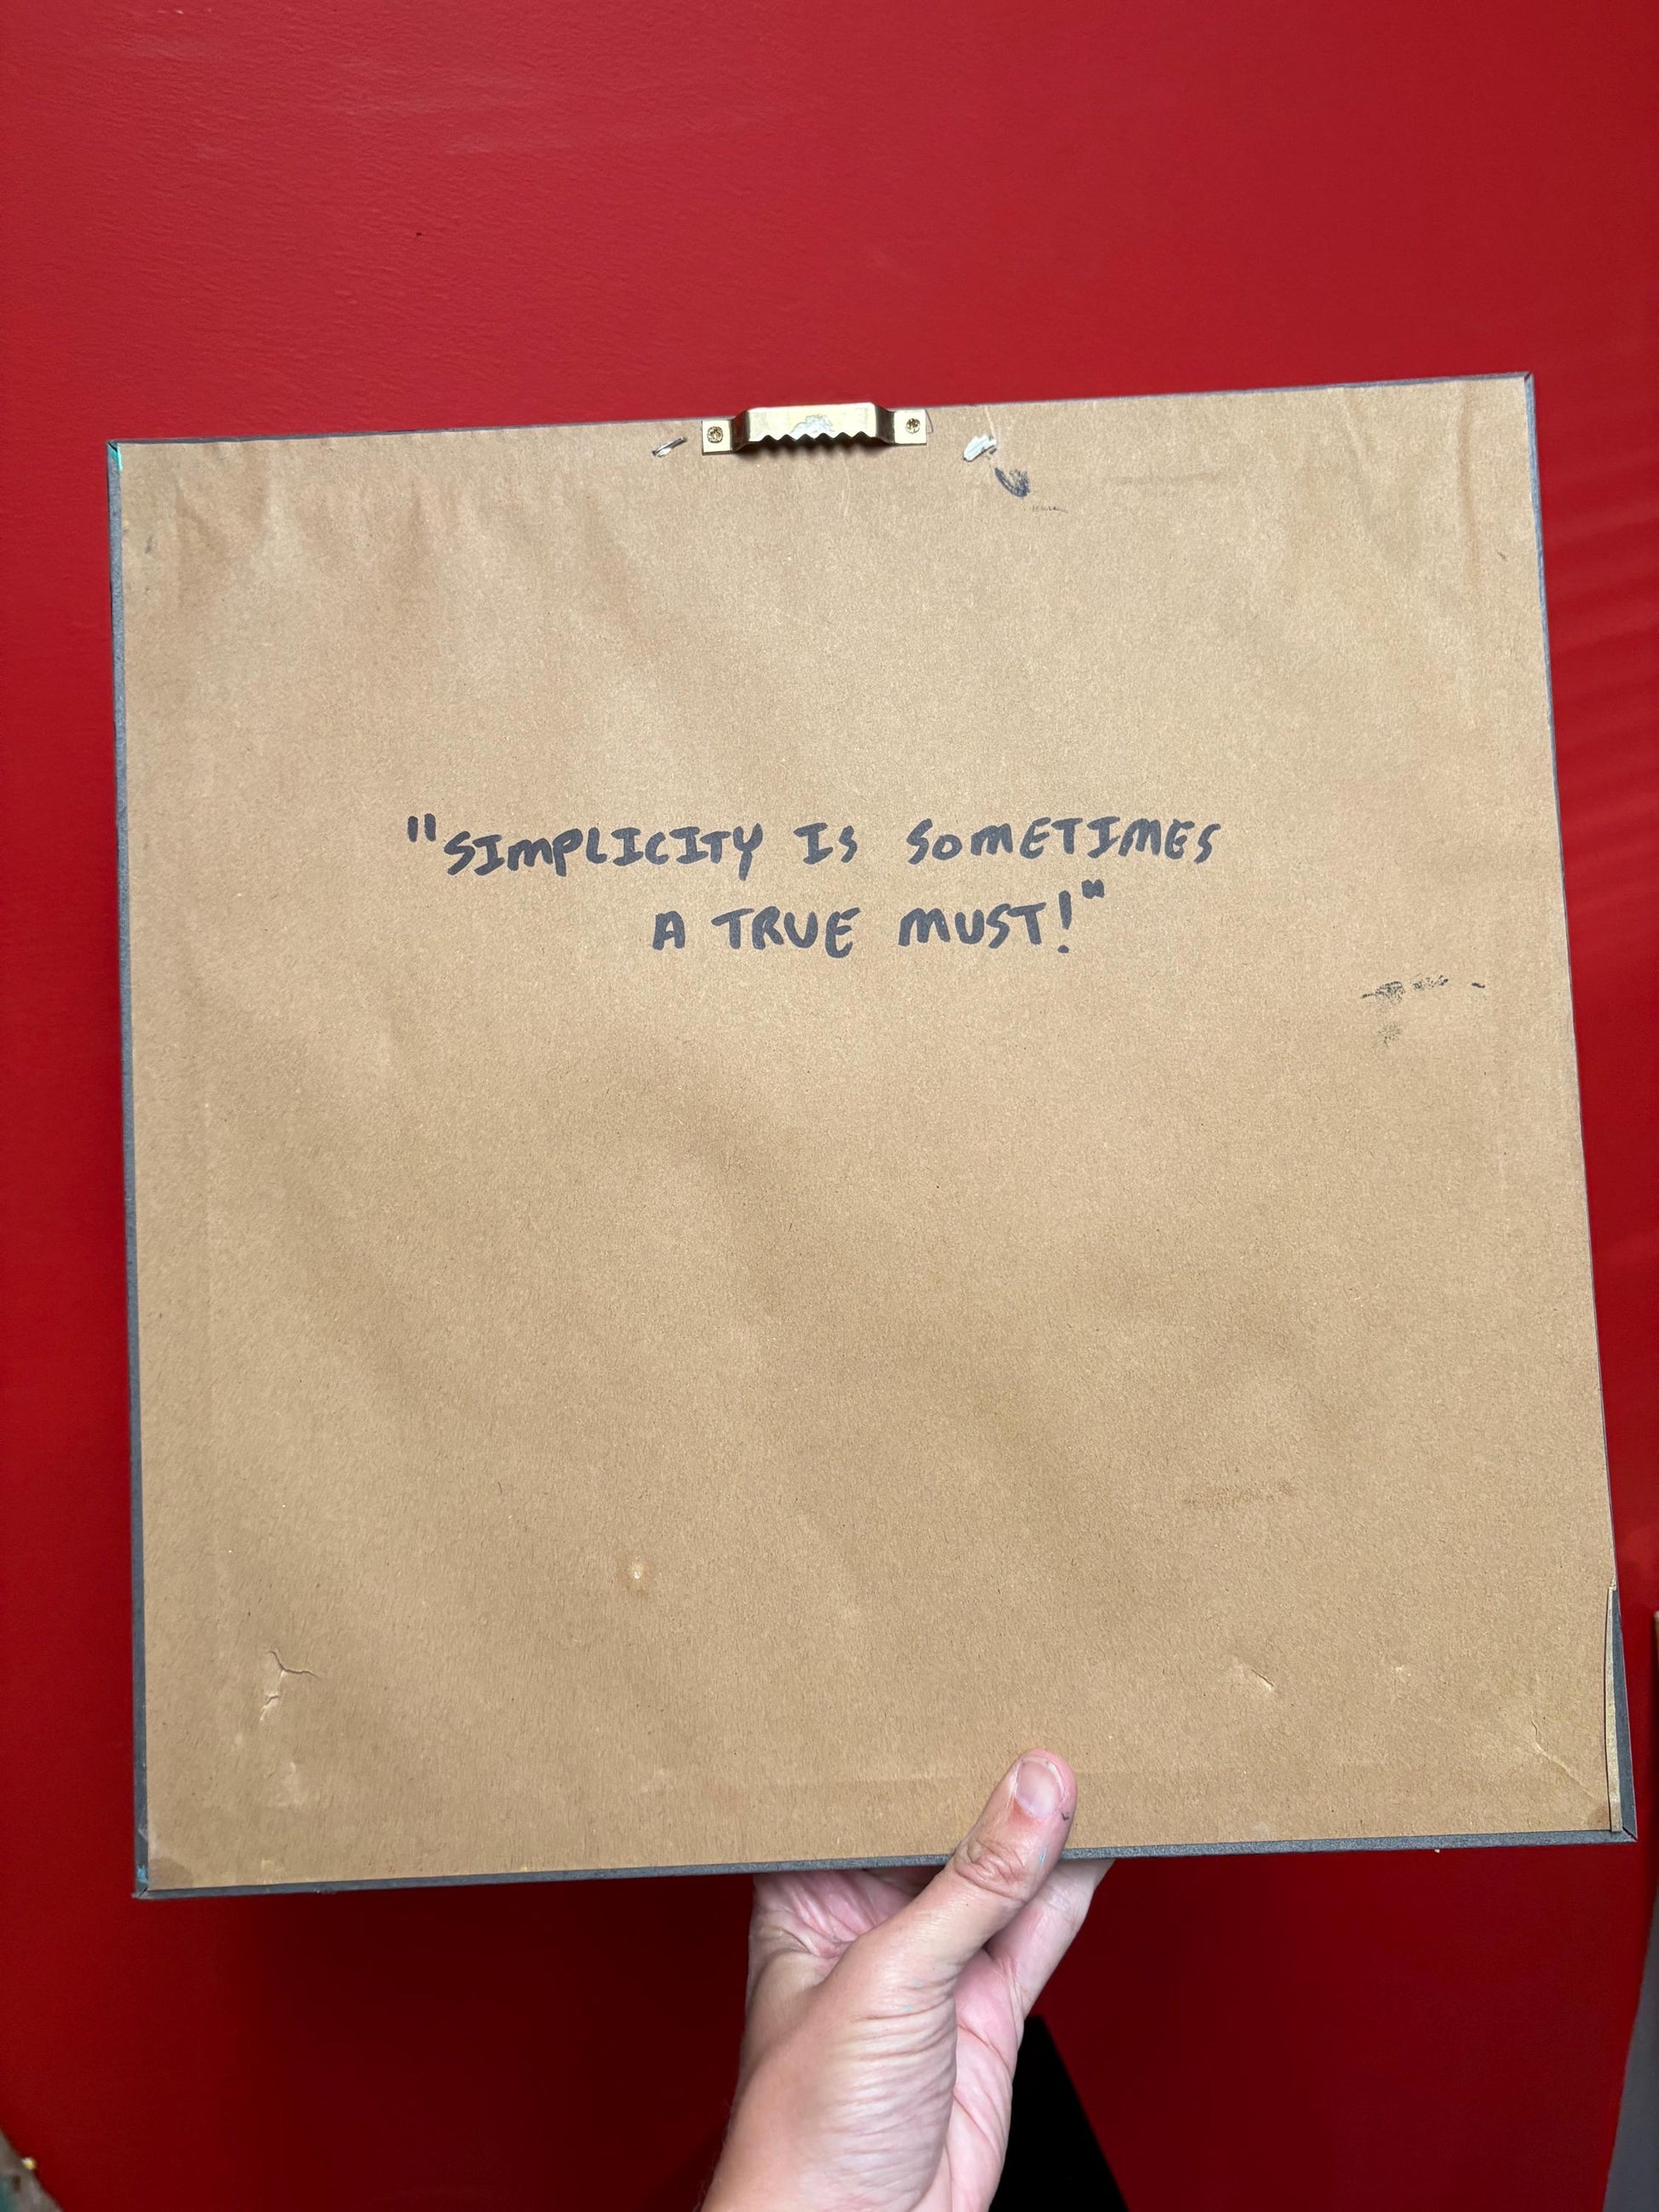 "SIMPLICITY IS SOMETIMES
A TRUE MUST!"